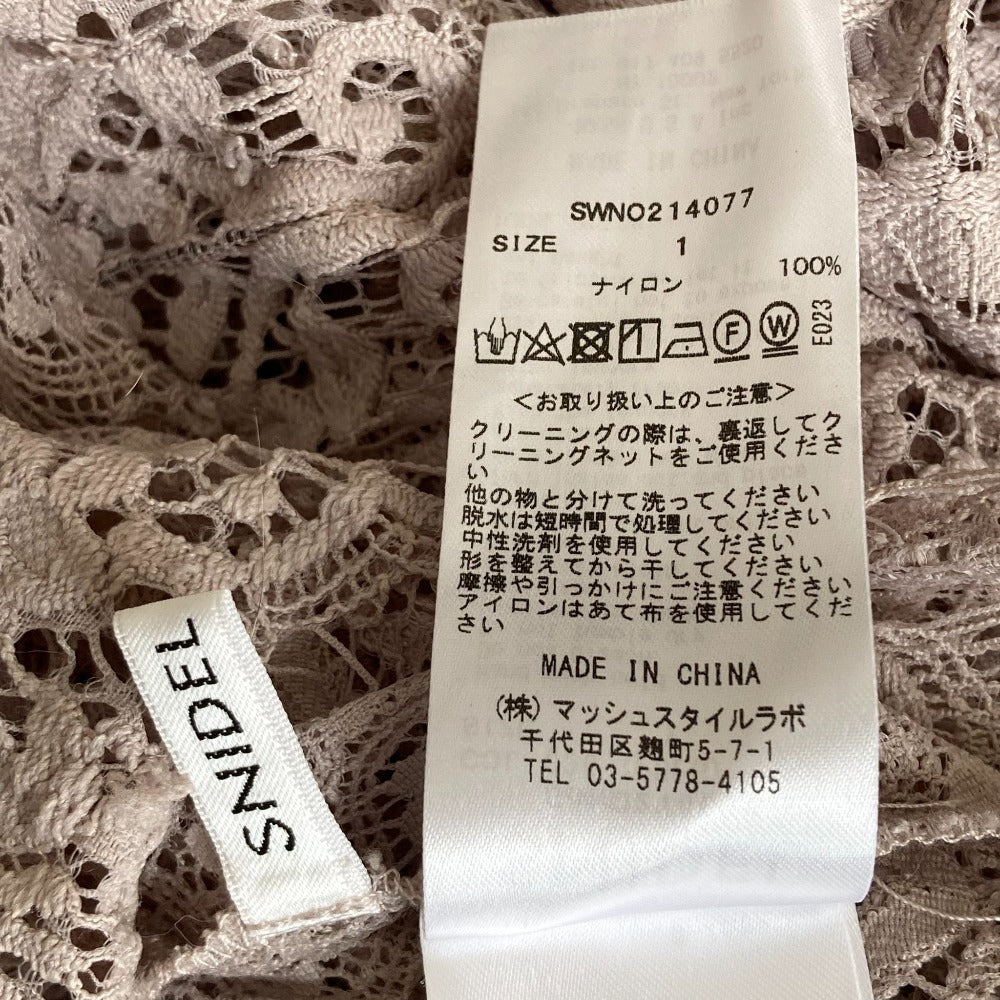 SWNO214077
SIZE 1
ナイロン 100%
F W
E023
<お取り扱い上のご注意>
クリーニングの際は、裏返してク
リーニングネットをご使用くださ
い
他の物と分けて洗ってください
脱水は短時間で処理してください
中性洗剤を使用してください
形を整えてから干してください
摩擦や引っかけにご注意ください
アイロンはあて布を使用してくだ
さい
MADE IN CHINA
(株)マッシュスタイルラボ
千代田区麹町5-7-1
TEL 03-5778-4105
SNIDEL